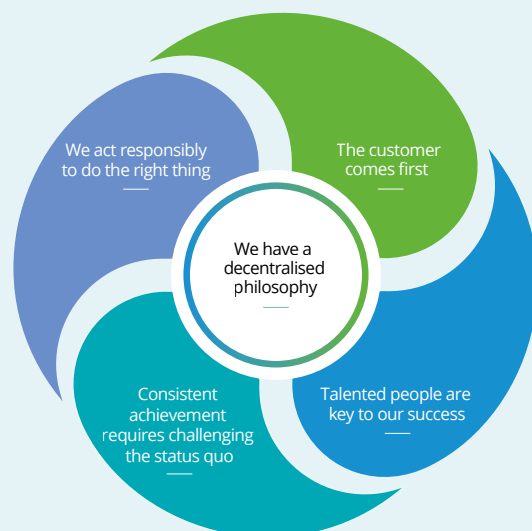 We act responsibly
to do the right thing
The customer
comes first
We have a
decentralised
philosophy
Consistent
achievement
requires challenging
the status quo
Talented people are
key to our success